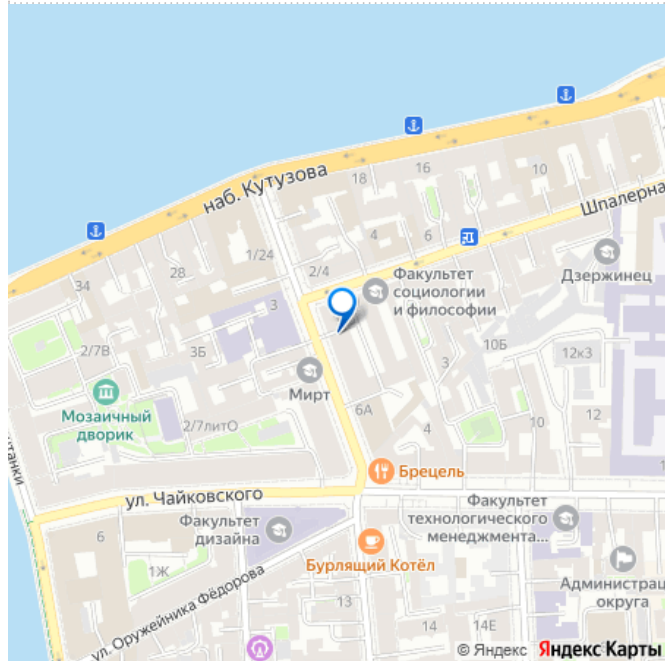 наб. Кутузова
18
16
10
Шпалерна
4
6
1/24
2/4
28
34
3
Факультет
социологии
и философии
Дзержинец
2/7В
3Б
10Б
12к3
Мирт
Мозаичный
дворик
2/7литО
6А
4
10
12
Брецель
ул. Чайковского
Факультет
дизайна
Факультет
технологического
менеджмента...
6
1Ж
Бурлящий Котёл
Администрац
округа
ул. Оружейника Фёдорова
13
14
14Е
нтанки
© Яндекс Яндекс Карты